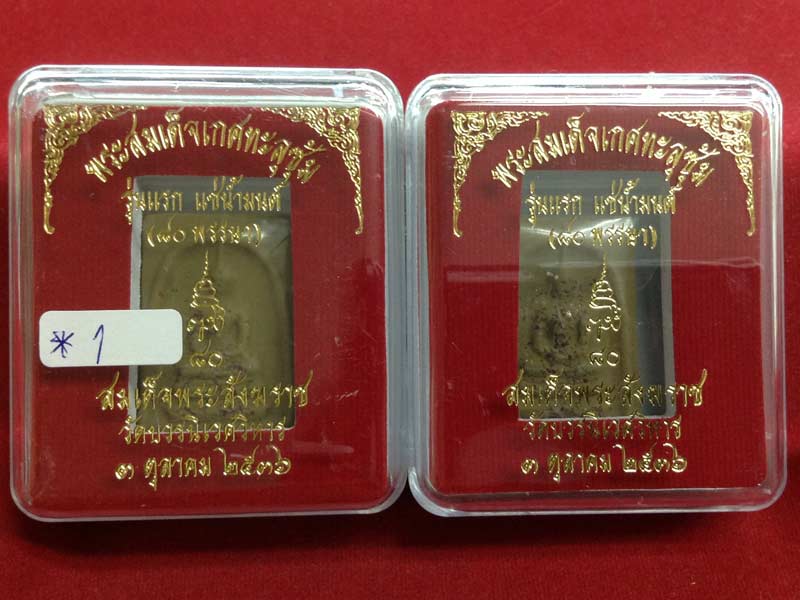 พระสมเด็จเกศทะลุซุ้ม
รุ่นแรก แช่น้ำมนต์
(๘๐ พรรษา)
๘๐
สมเด็จพระสังฆราช
วัดบวรนิเวศวิหาร
๓ ตุลาคม ๒๕๓๖
* 1
พระสมเด็จเกศทะลุซุ้ม
รุ่นแรก แช่น้ำมนต์
(๘๐ พรรษา)
๘๐
สมเด็จพระสังฆราช
วัดบวรนิเวศวิหาร
๓ ตุลาคม ๒๕๓๖